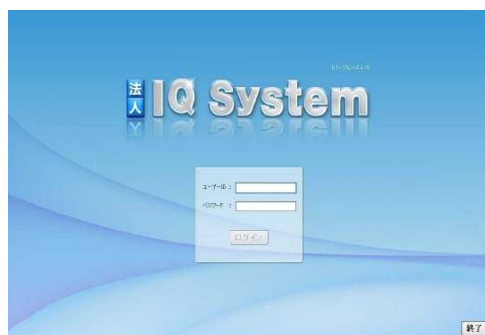 法人 IQ System
ユーザーID :
パスワード :
ログイン
終了